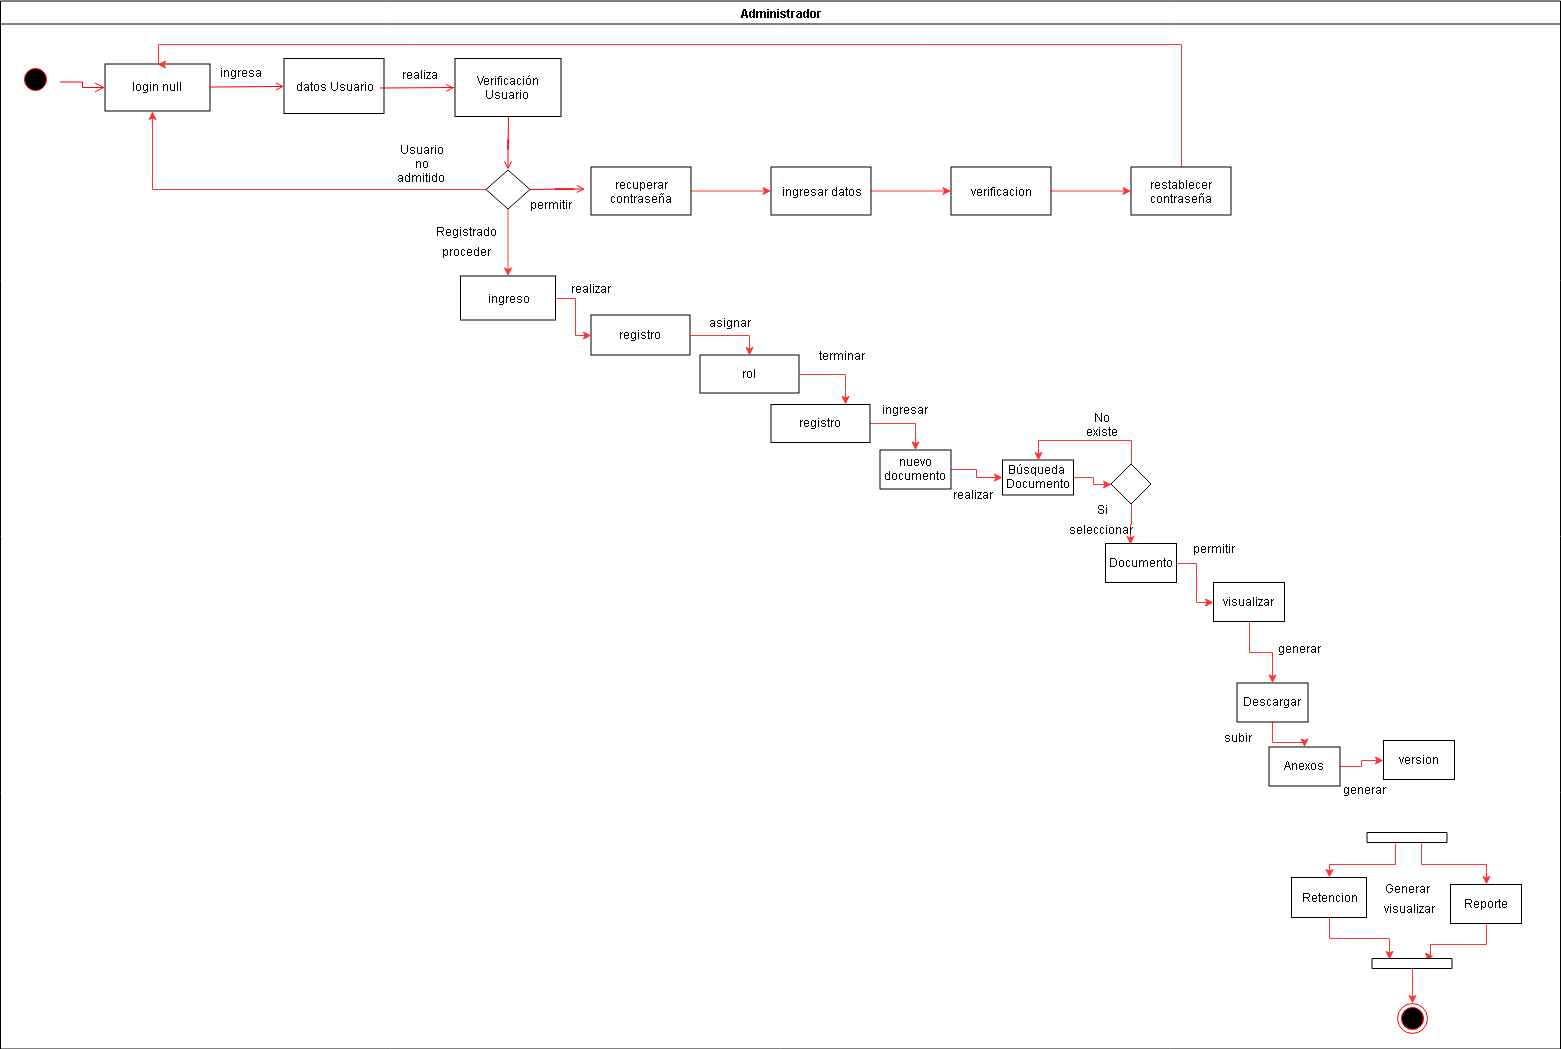 Administrador
login null
ingresa
datos Usuario
realiza
Verificación
Usuario
Usuario
no
admitido
permitir
recuperar
contraseña
ingresar datos
verificacion
restablecer
contraseña
Registrado
proceder
ingreso
realizar
registro
asignar
rol
terminar
registro
ingresar
nuevo
documento
realizar
Búsqueda
Documento
No
existe
Si
seleccionar
Documento
permitir
visualizar
generar
Descargar
subir
Anexos
generar
version
Retencion
Generar
visualizar
Reporte